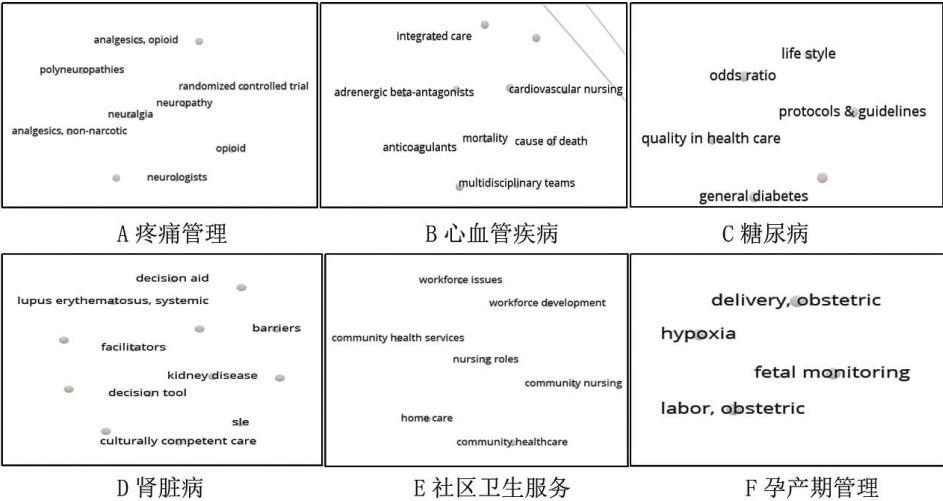 analgesics, opioid
polyneuropathies
randomized controlled trial
neuropathy
neuralgia
analgesics, non-narcotic
opioid
neurologists
A 疼痛管理
integrated care
adrenergic beta-antagonists
cardiovascular nursing
mortality
cause of death
anticoagulants
multidisciplinary teams
B 心血管疾病
life style
odds ratio
protocols & guidelines
quality in health care
general diabetes
C 糖尿病
decision aid
lupus erythematosus, systemic
barriers
facilitators
kidney disease
decision tool
sle
culturally competent care
D 肾脏病
workforce issues
workforce development
community health services
nursing roles
community nursing
home care
community healthcare
E 社区卫生服务
delivery, obstetric
hypoxia
fetal monitoring
labor, obstetric
F 孕产期管理